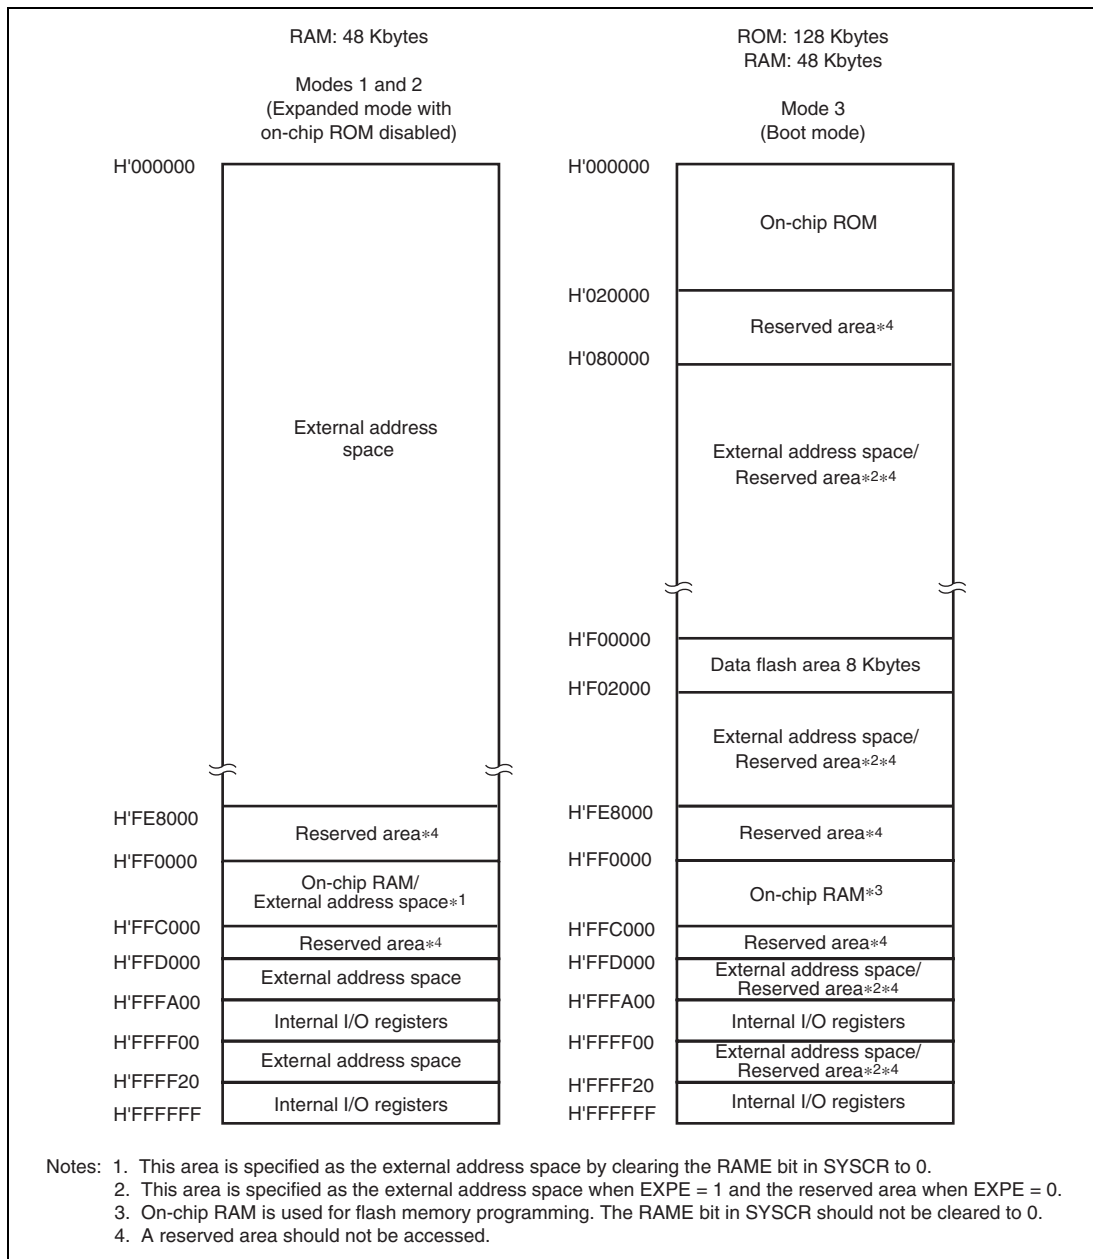 RAM: 48 Kbytes
Modes 1 and 2
(Expanded mode with
on-chip ROM disabled)
H'000000
External address
space
H'FE8000
Reserved area*4
H'FF0000
On-chip RAM/
External address space*1
H'FFC000
Reserved area*4
H'FFD000
External address space
H'FFFA00
Internal I/O registers
H'FFFF00
External address space
H'FFFF20
Internal I/O registers
H'FFFFFF
ROM: 128 Kbytes
RAM: 48 Kbytes
Mode 3
(Boot mode)
H'000000
On-chip ROM
H'020000
Reserved area*4
H'080000
External address space/
Reserved area*2*4
H'F00000
Data flash area 8 Kbytes
H'F02000
External address space/
Reserved area*2*4
H'FE8000
Reserved area*4
H'FF0000
On-chip RAM*3
H'FFC000
Reserved area*4
H'FFD000
External address space/
Reserved area*2*4
H'FFFA00
Internal I/O registers
H'FFFF00
External address space/
Reserved area*2*4
H'FFFF20
Internal I/O registers
H'FFFFFF
Notes: 1. This area is specified as the external address space by clearing the RAME bit in SYSCR to 0.
2. This area is specified as the external address space when EXPE = 1 and the reserved area when EXPE = 0.
3. On-chip RAM is used for flash memory programming. The RAME bit in SYSCR should not be cleared to 0.
4. A reserved area should not be accessed.